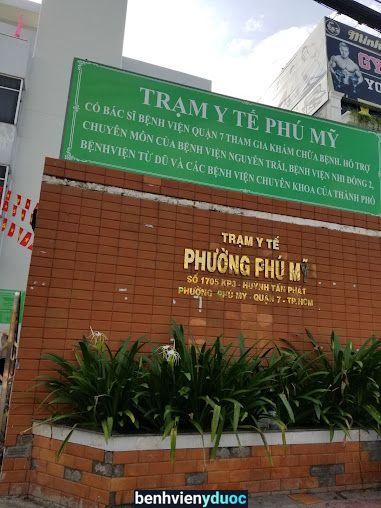 Minh
GY
YO
TRẠM Y TẾ PHÚ MỸ
CÓ BÁC SĨ BỆNH VIỆN QUẬN 7 THAM GIA KHÁM CHỮA BỆNH. HỖ TRỢ
CHUYÊN MÔN CỦA BỆNH VIỆN NGUYỄN TRÃI, BỆNH VIỆN NHI ĐỒNG 2,
BỆNH VIỆN TỪ DŨ VÀ CÁC BỆNH VIỆN CHUYÊN KHOA CỦA THÀNH PHỐ
TRẠM Y TẾ
PHƯỜNG PHÚ MỸ
SỐ 1705 KP3 - HUỲNH TẤN PHÁT
PHƯỜNG PHÚ MỸ - QUẬN 7 - TP.HCM
benhvienyduoc